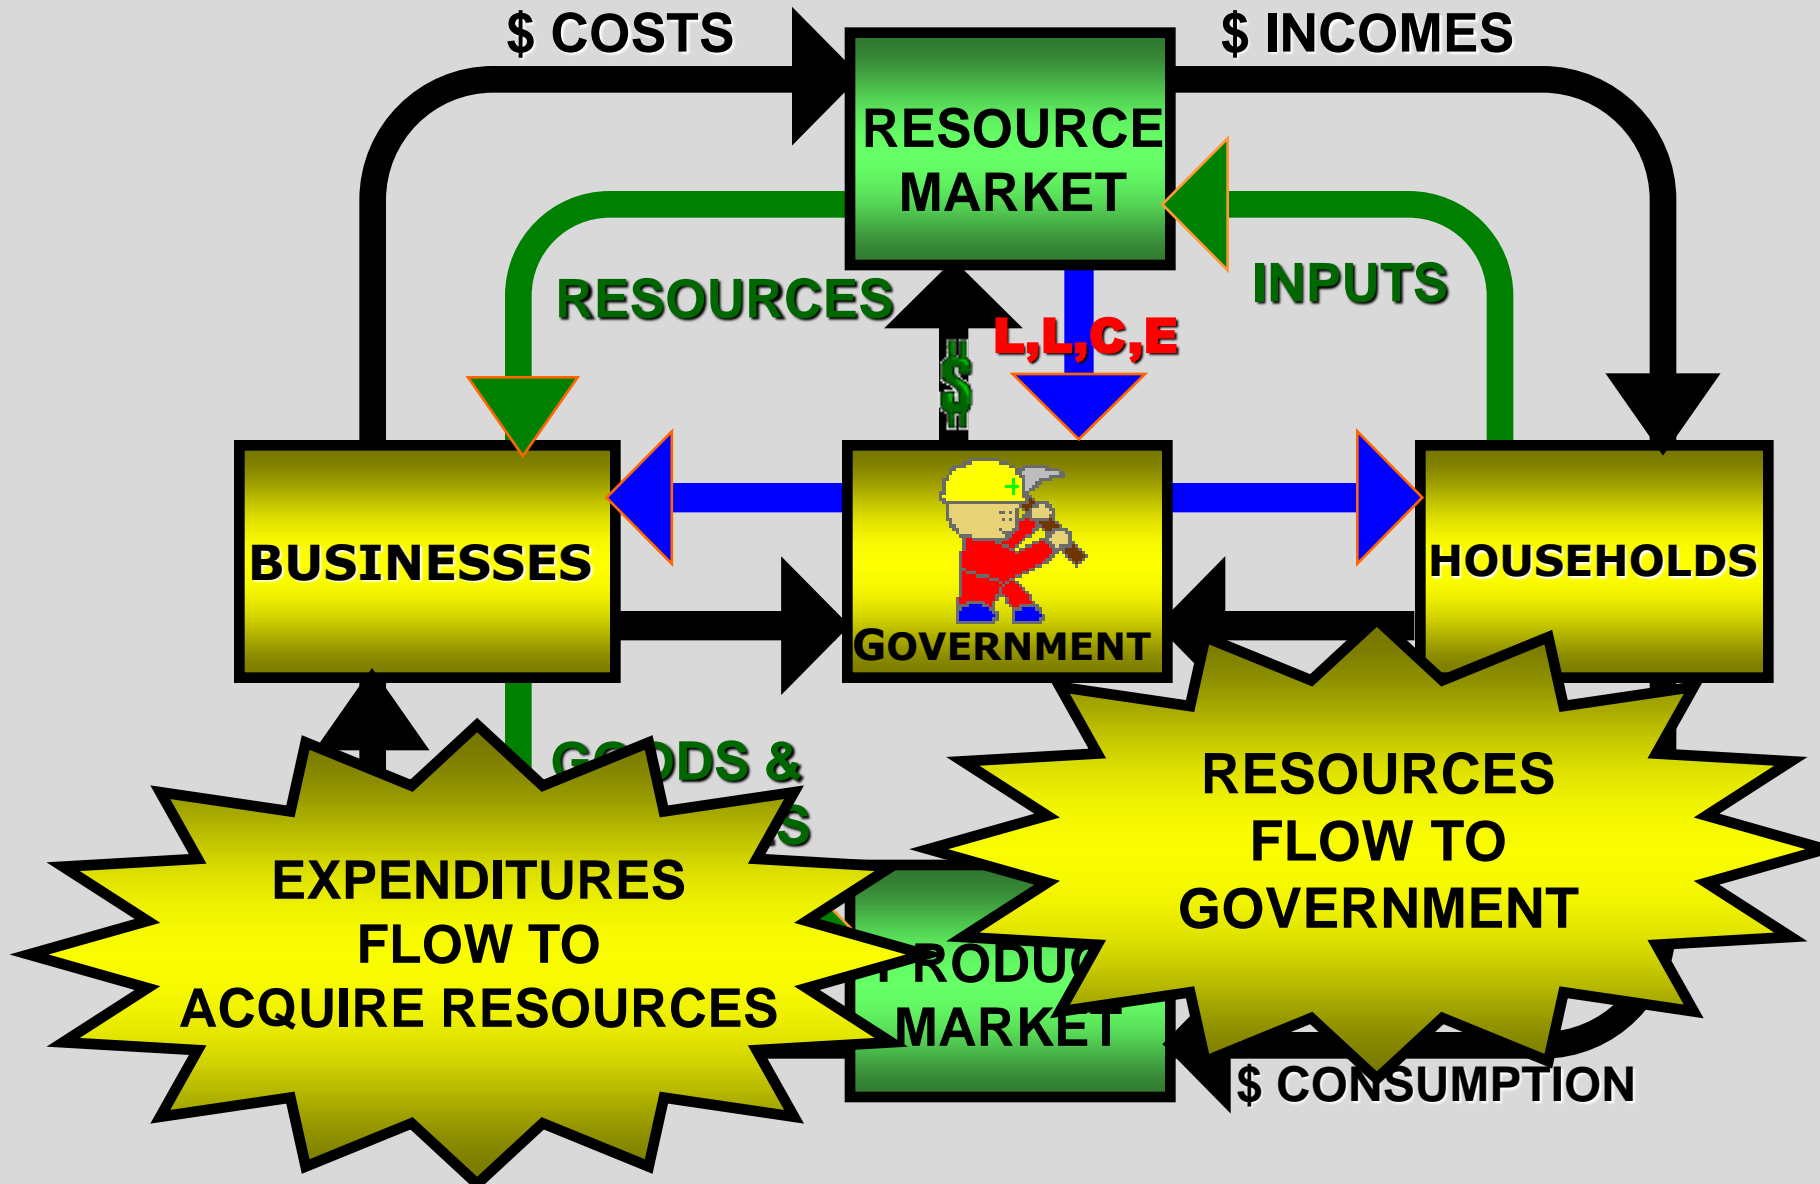 $ COSTS
$ INCOMES
RESOURCE
MARKET
RESOURCES
INPUTS
L,L,C,E
$
BUSINESSES
HOUSEHOLDS
GOVERNMENT
GOODS &
RESOURCES
FLOW TO
GOVERNMENT
EXPENDITURES
FLOW TO
ACQUIRE RESOURCES
MARKET
$ CONSUMPTION